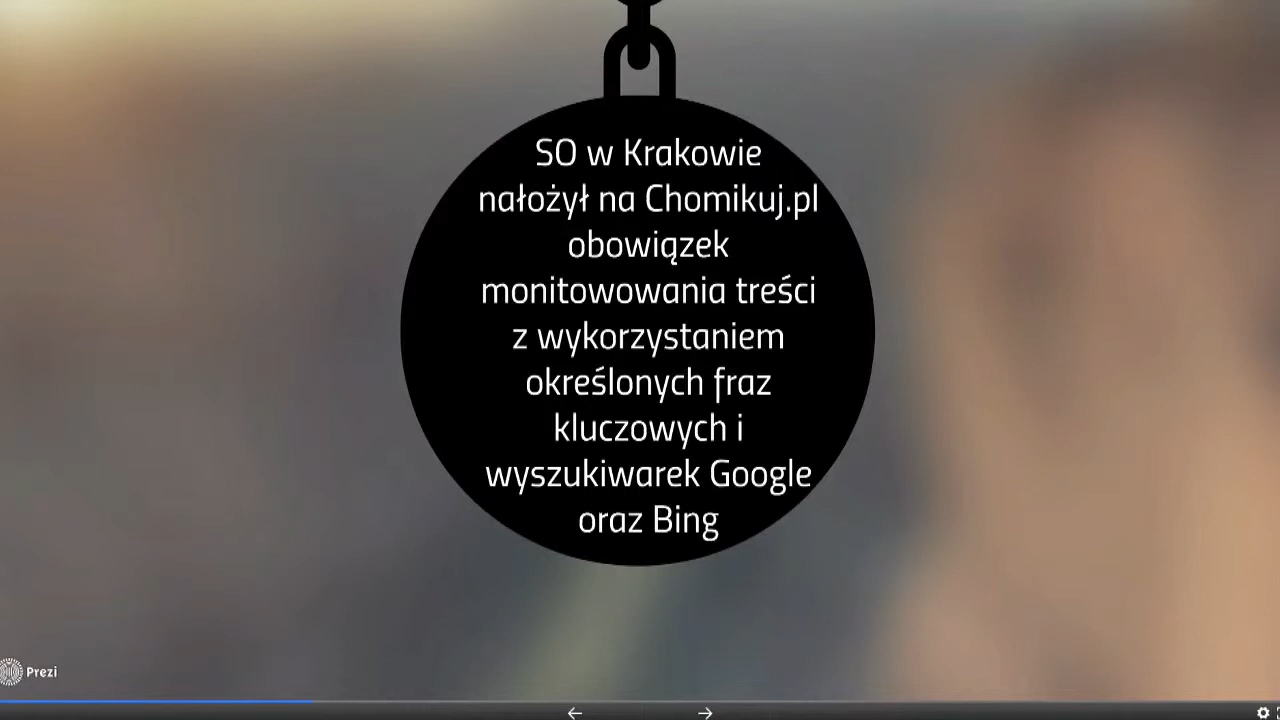 SO w Krakowie
nałożył na Chomikuj.pl
obowiązek
monitowowania treści
z wykorzystaniem
określonych fraz
kluczowych i
wyszukiwarek Google
oraz Bing
Prezi